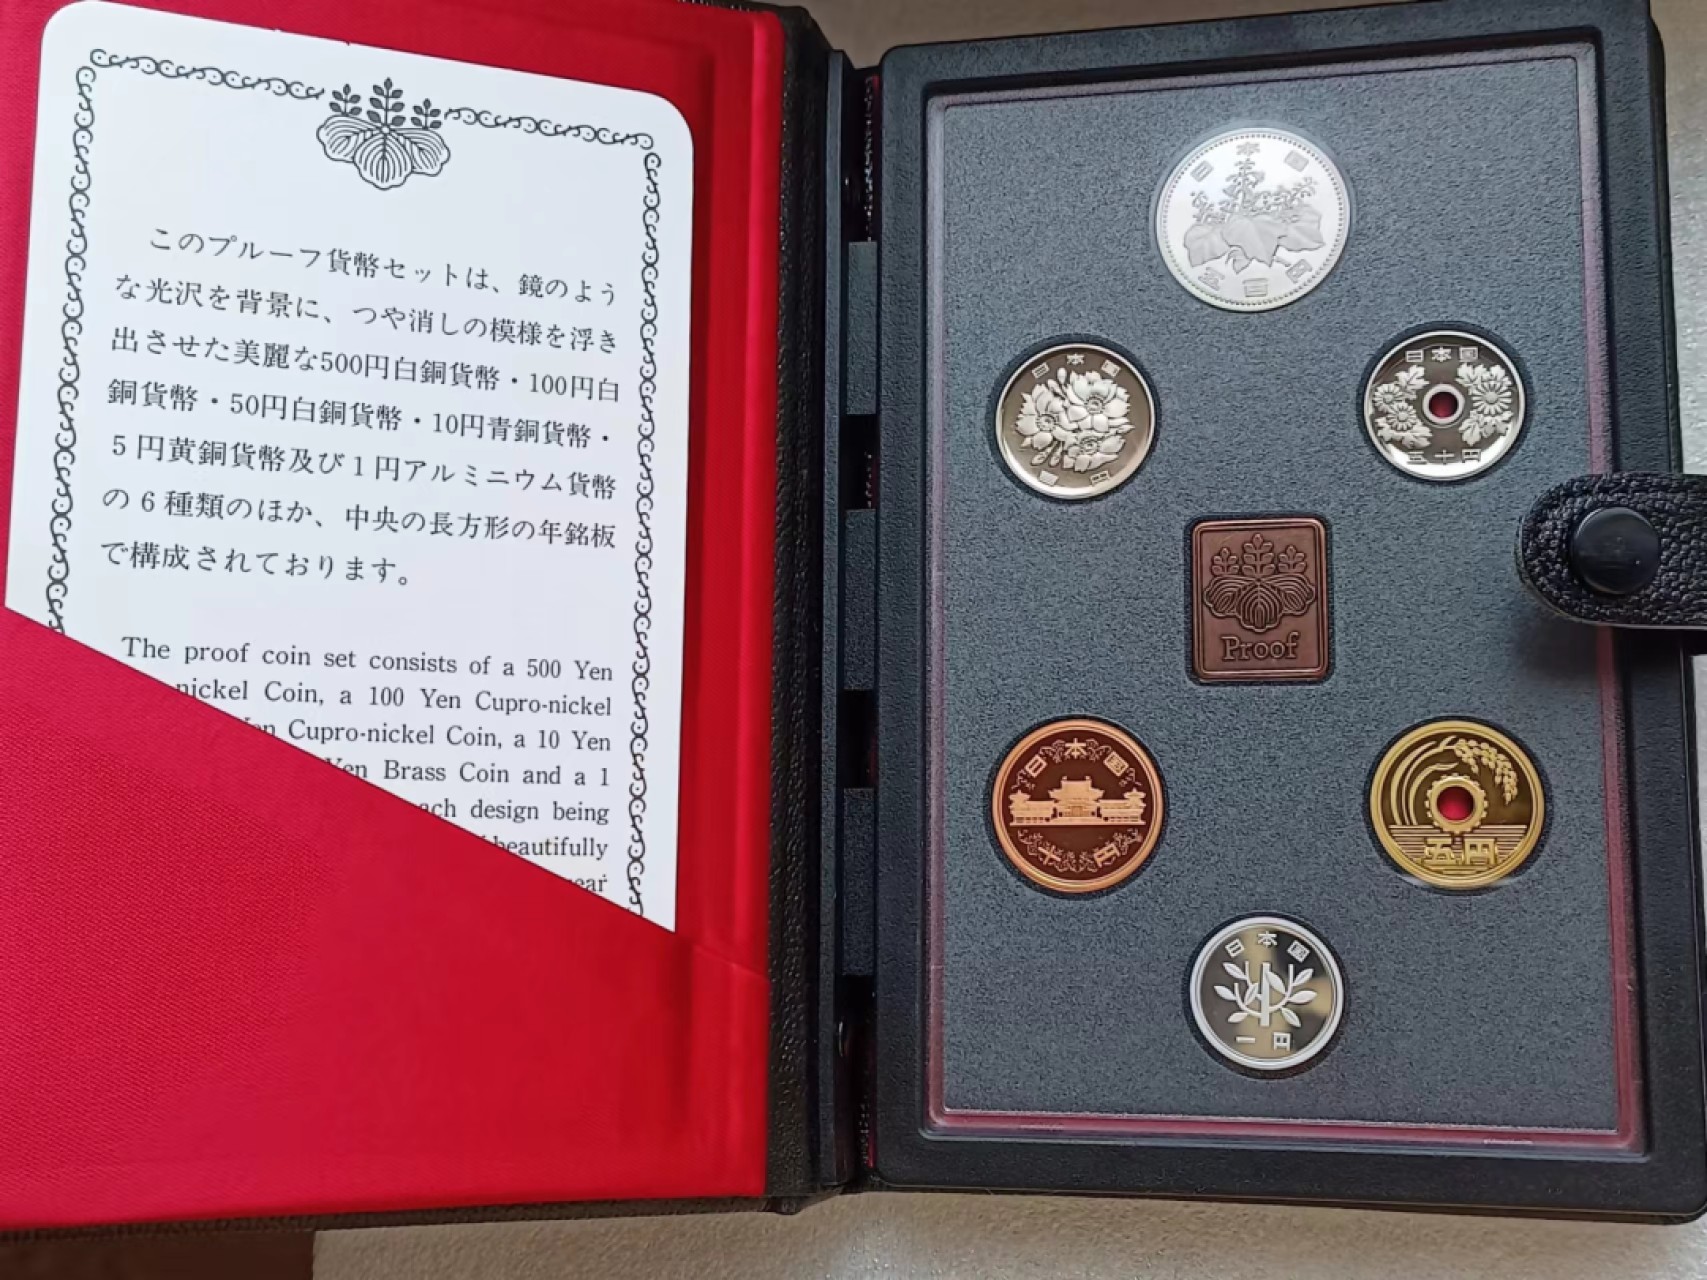 このプルーフ貨幣セットは、鏡のよう
な光沢を背景に、つや消しの模様を浮き
出させた美麗な500円白銅貨幣・100円白
銅貨幣・50円白銅貨幣・10円青銅貨幣・
5円黄銅貨幣及び1円アルミニウム貨幣
の6種類のほか、中央の長方形の年銘板
で構成されております。
The proof coin set consists of a 500 Yen
nickel Coin, a 100 Yen Cupro-nickel
Yen Cupro-nickel Coin, a 10 Yen
Yen Brass Coin and a 1
ach design being
beautifully
year
日本国
五百円
日本国
百円
日本国
五十円
Proof
日本国
十円
五円
日本国
一円